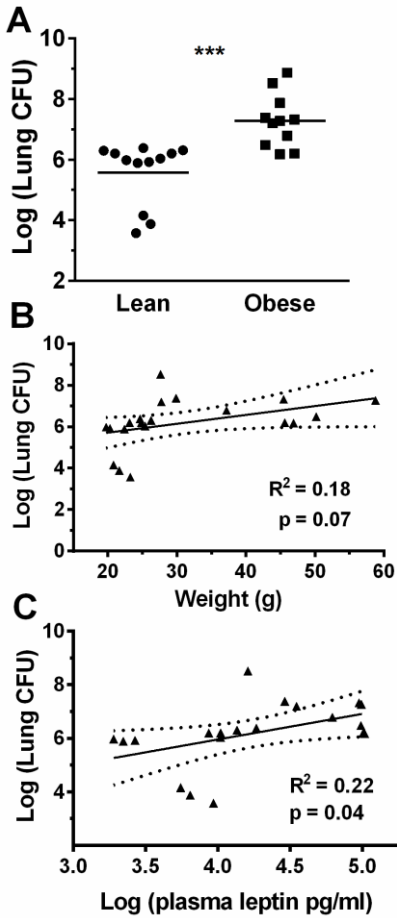 A
***
Log (Lung CFU)
10
8
6
4
2
Lean Obese
B
Log (Lung CFU)
10
8
6
4
2
0
R² = 0.18
p = 0.07
20 30 40 50 60
Weight (g)
C
Log (Lung CFU)
10
8
6
4
R² = 0.22
p = 0.04
3.0 3.5 4.0 4.5 5.0
Log (plasma leptin pg/ml)